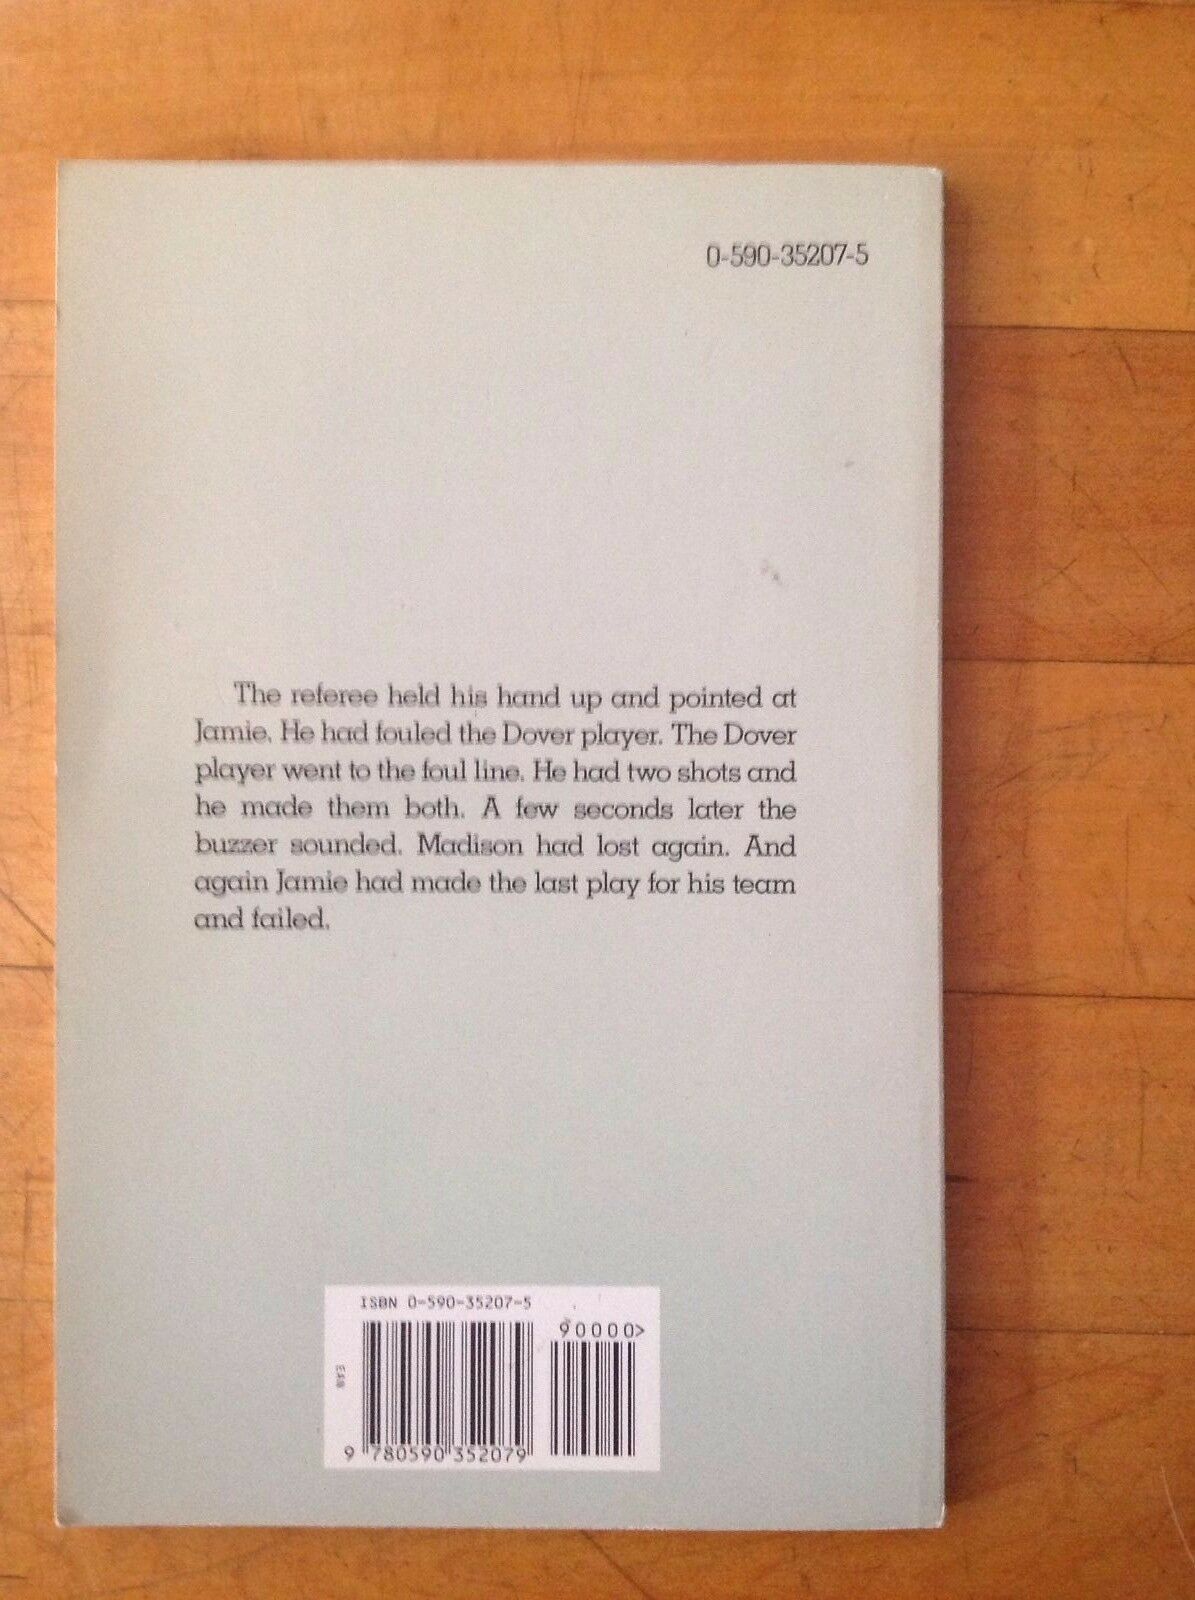 0-590-35207-5
The referee held his hand up and pointed at
Jamie. He had fouled the Dover player. The Dover
player went to the foul line. He had two shots and
he made them both. A few seconds later the
buzzer sounded. Madison had lost again. And
again Jamie had made the last play for his team
and failed.
ISBN 0-590-35207-5
90000>
EAN
9 780590 352079